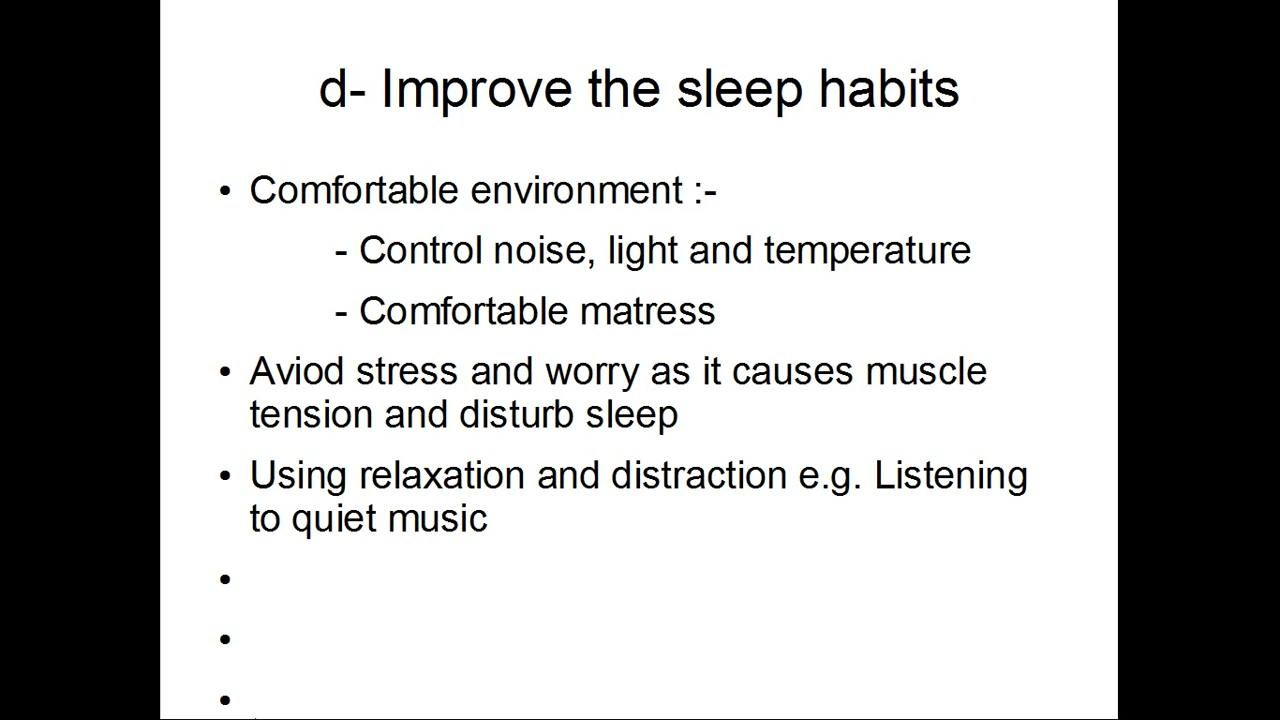 d- Improve the sleep habits
• Comfortable environment :-
- Control noise, light and temperature
- Comfortable matress
• Aviod stress and worry as it causes muscle
tension and disturb sleep
• Using relaxation and distraction e.g. Listening
to quiet music
•
•
•